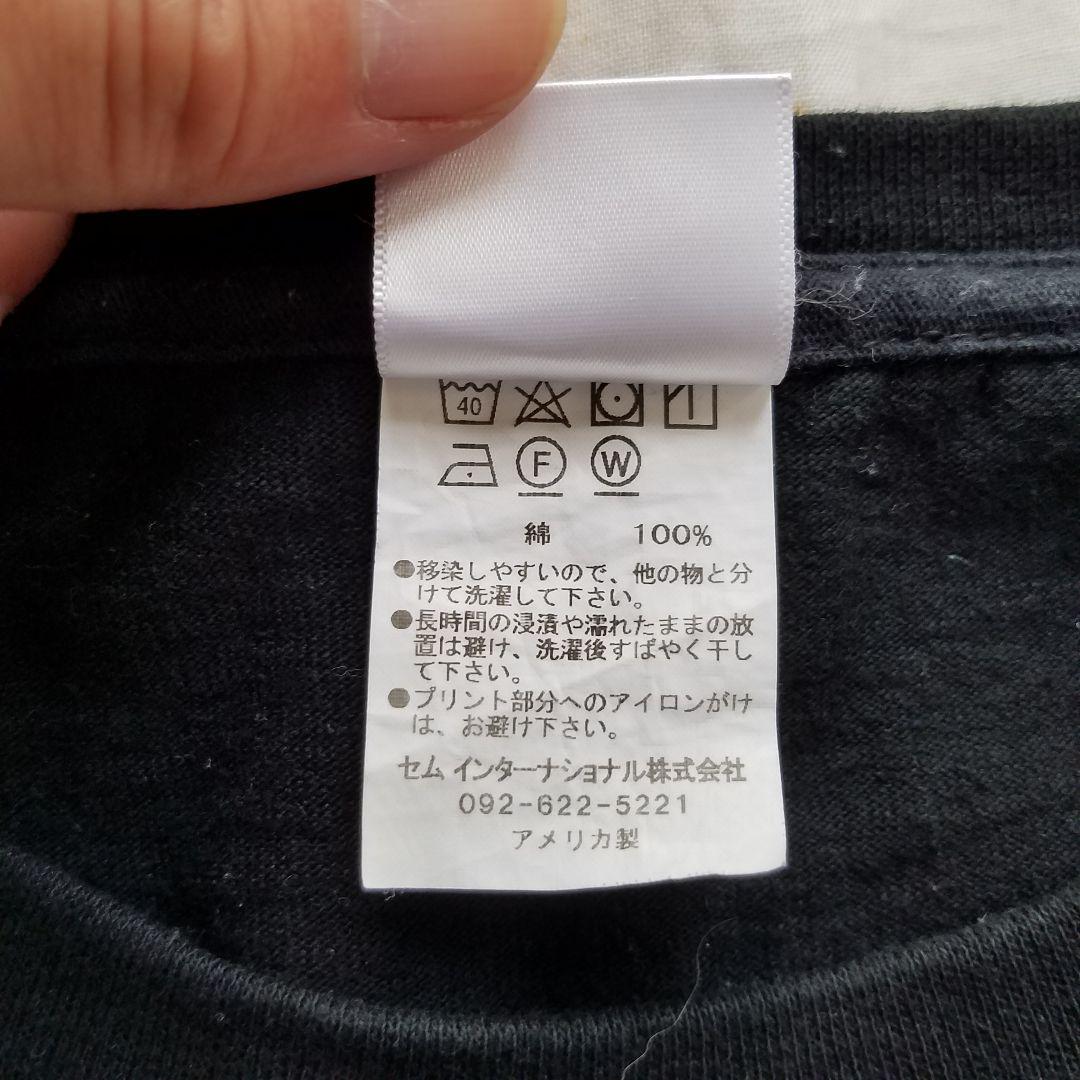 40
F W
綿 100%
●移染しやすいので、他の物と分
けて洗濯して下さい。
●長時間の浸漬や濡れたままの放
置は避け、洗濯後すばやく干し
て下さい。
●プリント部分へのアイロンがけ
は、お避け下さい。
セム インターナショナル株式会社
092-622-5221
アメリカ製